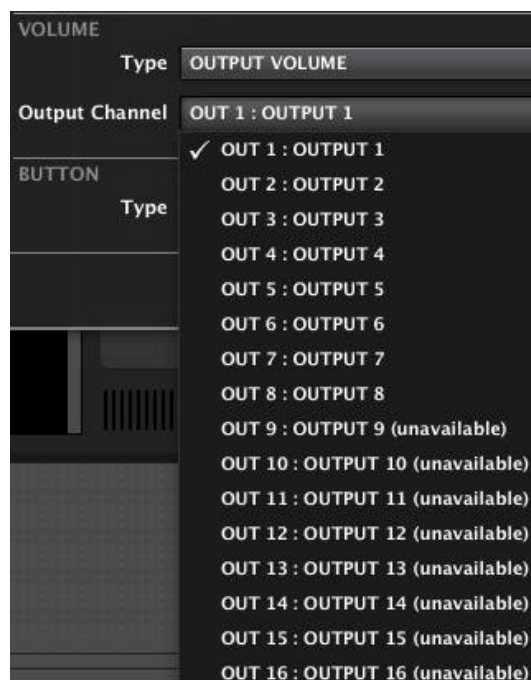 VOLUME
Type OUTPUT VOLUME
Output Channel OUT 1 : OUTPUT 1
OUT 1 : OUTPUT 1
BUTTON
OUT 2 : OUTPUT 2
Type
OUT 3 : OUTPUT 3
OUT 4 : OUTPUT 4
OUT 5 : OUTPUT 5
OUT 6 : OUTPUT 6
OUT 7 : OUTPUT 7
OUT 8 : OUTPUT 8
OUT 9 : OUTPUT 9 (unavailable)
OUT 10 : OUTPUT 10 (unavailable)
OUT 11 : OUTPUT 11 (unavailable)
OUT 12 : OUTPUT 12 (unavailable)
OUT 13 : OUTPUT 13 (unavailable)
OUT 14 : OUTPUT 14 (unavailable)
OUT 15 : OUTPUT 15 (unavailable)
OUT 16 : OUTPUT 16 (unavailable)